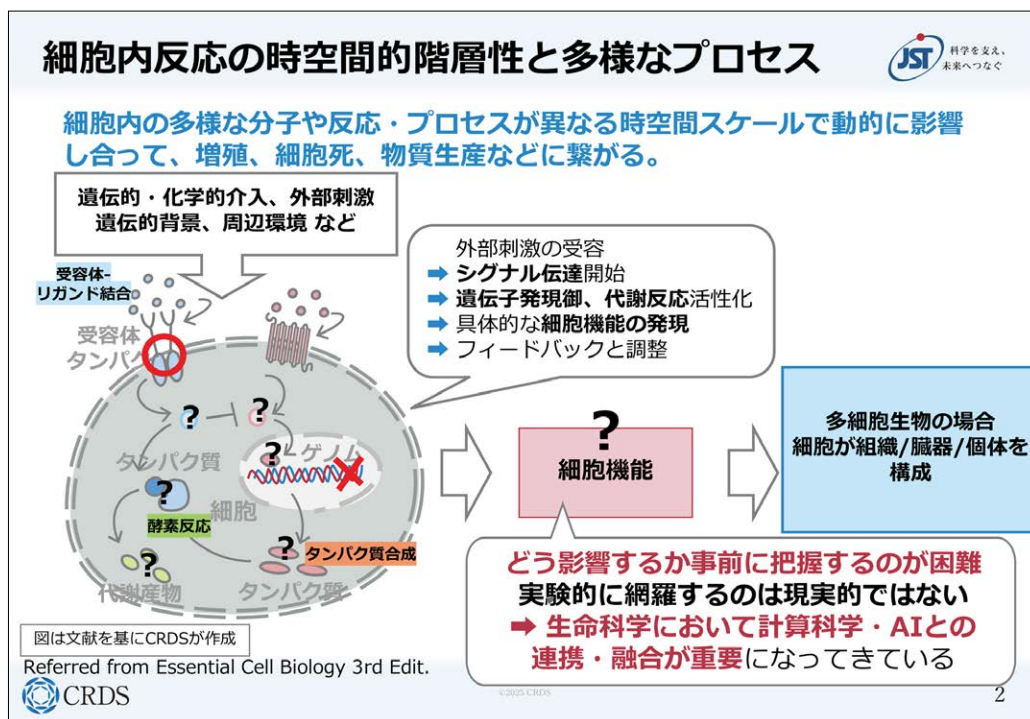 細胞内反応の時空間的階層性と多様なプロセス
JST
科学を支え、
未来へつなぐ
細胞内の多様な分子や反応・プロセスが異なる時空間スケールで動的に影響
し合って、増殖、細胞死、物質生産などに繋がる。
遺伝的・化学的介入、外部刺激
遺伝的背景、周辺環境 など
受容体-
リガンド結合
受容体
タンパク
外部刺激の受容
➡ シグナル伝達開始
➡ 遺伝子発現御、代謝反応活性化
➡ 具体的な細胞機能の発現
➡ フィードバックと調整
?
?
タンパク質
?
ゲノム
?
細胞
酵素反応
?
タンパク質合成
?
代謝産物
タンパク質
?
細胞機能
多細胞生物の場合
細胞が組織/臓器/個体を
構成
どう影響するか事前に把握するのが困難
実験的に網羅するのは現実的ではない
➡ 生命科学において計算科学・AIとの
連携・融合が重要になってきている
図は文献を基にCRDSが作成
Referred from Essential Cell Biology 3rd Edit.
CRDS
©2025 CRDS
2